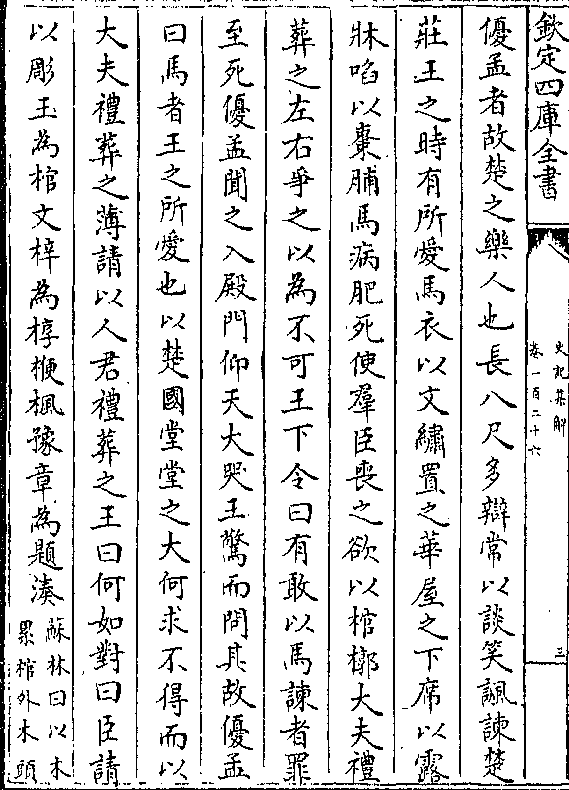 欽定四庫全書
史記集解
卷一百二十六
三
優孟者故楚之樂人也長八尺多辯常以談笑諷諫楚
莊王之時有所愛馬衣以文繡置之華屋之下席以露
牀啗以棗脯馬病肥死使羣臣喪之欲以棺槨大夫禮
葬之左右爭之以為不可王下令曰有敢以馬諫者罪
至死優孟聞之入殿門仰天大哭王驚而問其故優孟
曰馬者王之所愛也以楚國堂堂之大何求不得而以
大夫禮葬之薄請以人君禮葬之王曰何如對曰臣請
以彫玉為棺文梓為椁楩楓豫章為題湊
蘇林曰以木
累棺外木頭